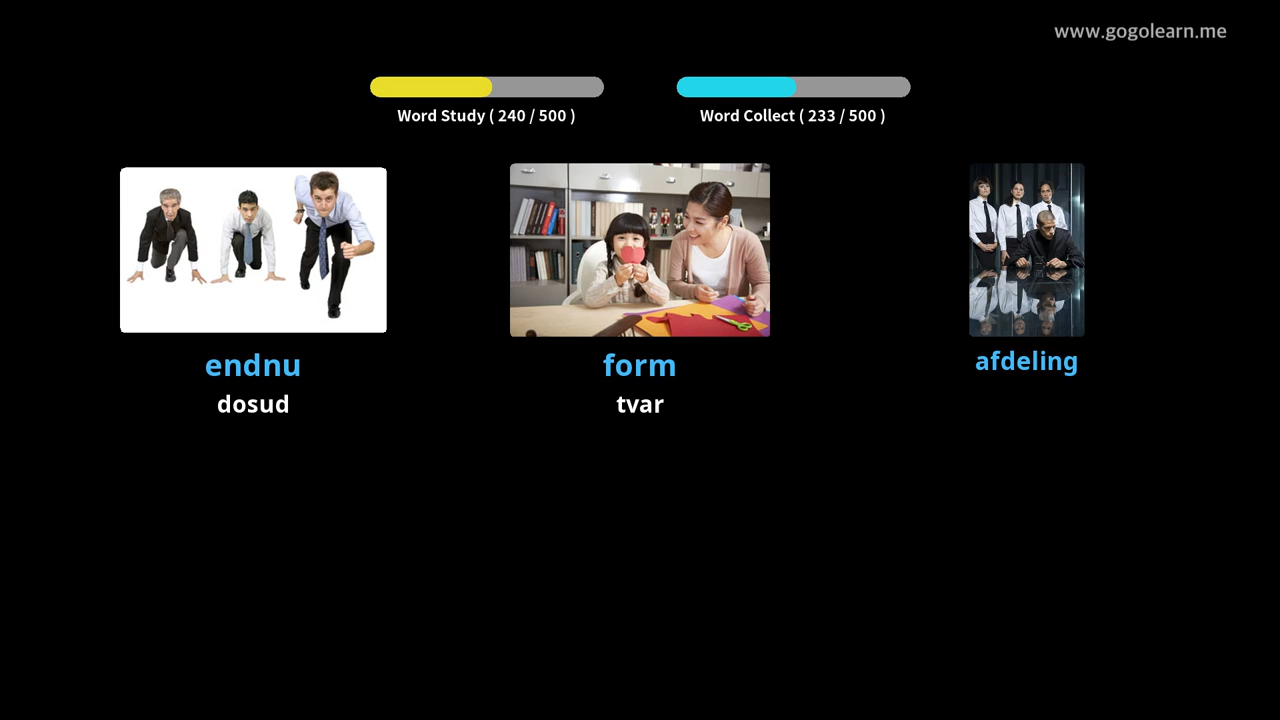 www.gogolearn.me
Word Study ( 240 / 500 )
Word Collect ( 233 / 500 )
endnu
form
afdeling
dosud
tvar